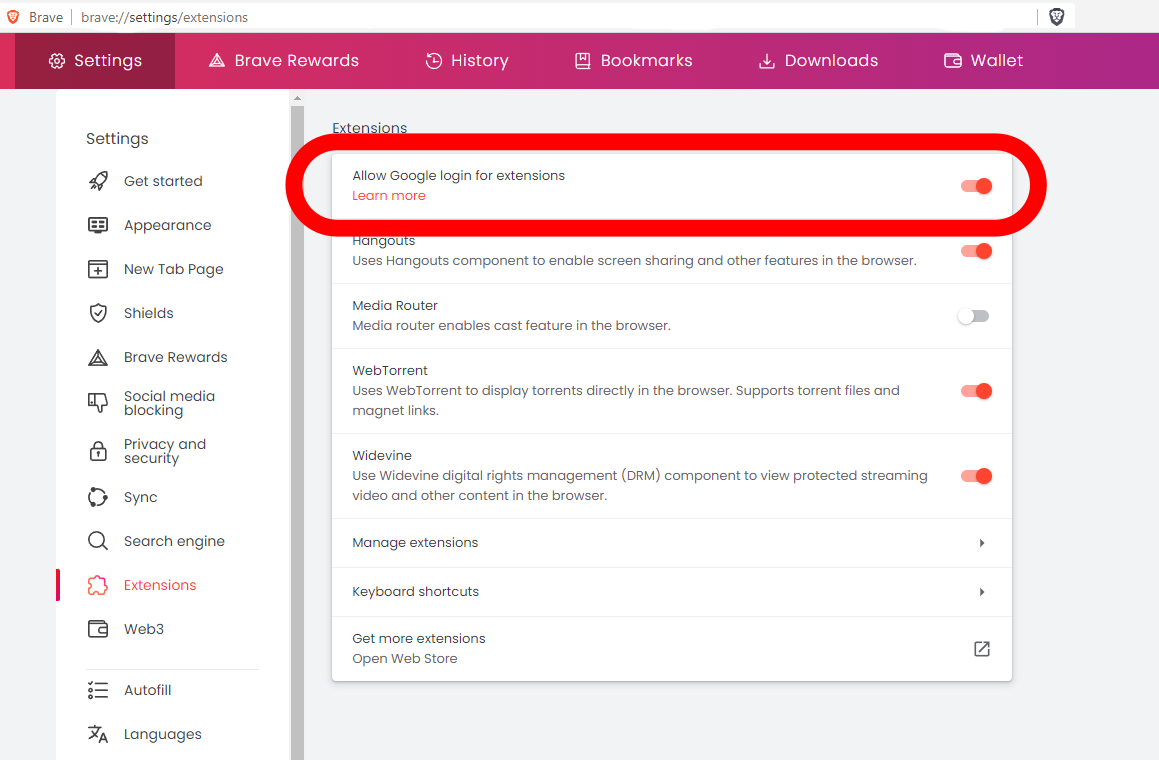 Brave brave://settings/extensions
Settings Brave Rewards History Bookmarks Downloads Wallet
Settings
Get started
Appearance
New Tab Page
Shields
Brave Rewards
Social media
blocking
Privacy and
security
Sync
Search engine
Extensions
Web3
Autofill
Languages
Extensions
Allow Google login for extensions
Learn more
Hangouts
Uses Hangouts component to enable screen sharing and other features in the browser.
Media Router
Media router enables cast feature in the browser.
WebTorrent
Uses WebTorrent to display torrents directly in the browser. Supports torrent files and
magnet links.
Widevine
Use Widevine digital rights management (DRM) component to view protected streaming
video and other content in the browser.
Manage extensions
Keyboard shortcuts
Get more extensions
Open Web Store